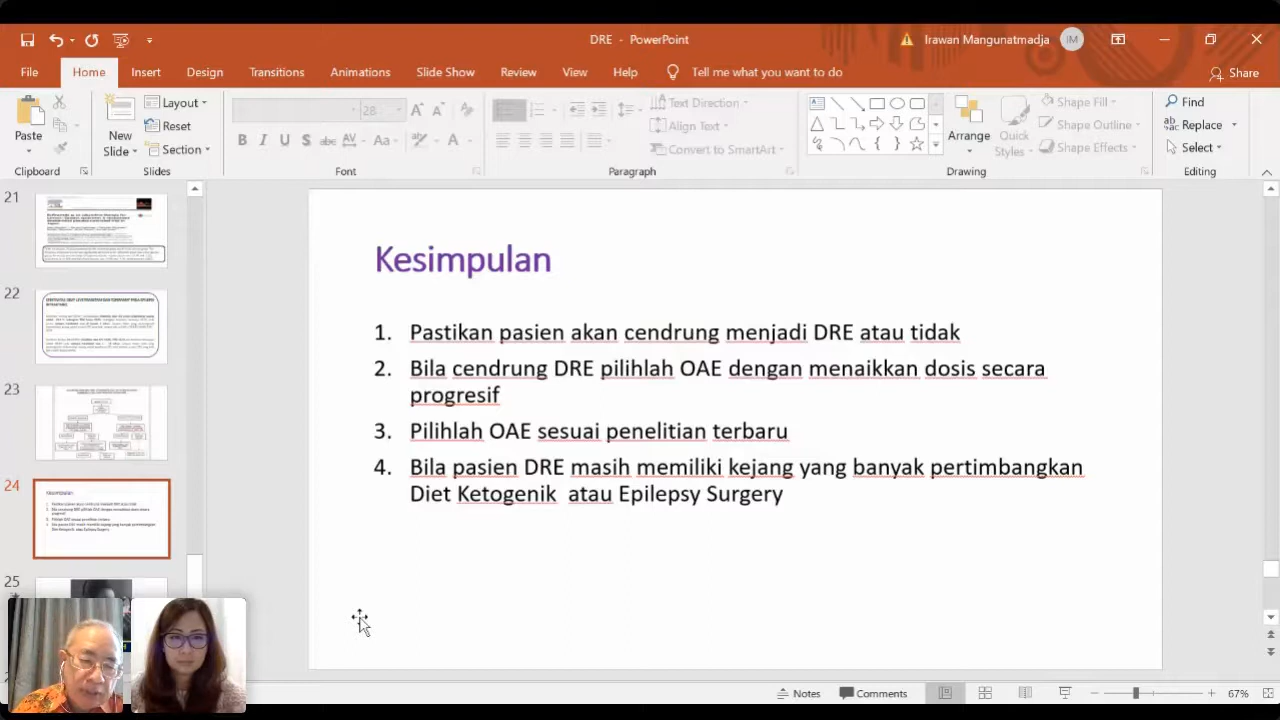 DRE - PowerPoint
Irawan Mangunatmadja
IM
File Home Insert Design Transitions Animations Slide Show Review View Help Tell me what you want to do
Share
Paste
Clipboard
New
Slide
Layout
Reset
Section
Slides
28
B I U S abc AV Aa
Font
Text Direction
Align Text
Convert to SmartArt
Paragraph
Arrange
Quick
Styles
Shape Fill
Shape Outline
Shape Effects
Drawing
Find
Replace
Select
Editing
21
22
23
24
25
Kesimpulan
1. Pastikan pasien akan cendrung menjadi DRE atau tidak
2. Bila cendrung DRE pilihlah OAE dengan menaikkan dosis secara
progresif
3. Pilihlah OAE sesuai penelitian terbaru
4. Bila pasien DRE masih memiliki kejang yang banyak pertimbangkan
Diet Ketogenik atau Epilepsy Surgery
Notes Comments 67%